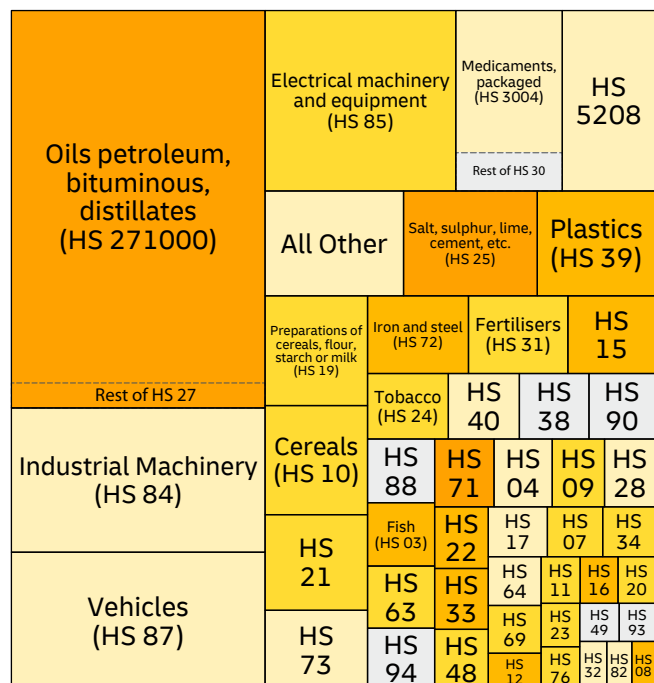 Oils petroleum,
bituminous,
distillates
(HS 271000)
Rest of HS 27
Industrial Machinery
(HS 84)
Vehicles
(HS 87)
Electrical machinery
and equipment
(HS 85)
Medicaments,
packaged
(HS 3004)
Rest of HS 30
HS
5208
All Other
Salt, sulphur, lime,
cement, etc.
(HS 25)
Plastics
(HS 39)
Preparations of
cereals, flour,
starch or milk
(HS 19)
Iron and steel
(HS 72)
Fertilisers
(HS 31)
HS
15
Tobacco
(HS 24)
HS
40
HS
38
HS
90
Cereals
(HS 10)
HS
88
HS
71
HS
04
HS
09
HS
28
HS
21
Fish
(HS 03)
HS
22
HS
17
HS
07
HS
34
HS
63
HS
33
HS
64
HS
11
HS
16
HS
20
HS
73
HS
94
HS
48
HS
69
HS
12
HS
23
HS
76
HS
49
HS
93
HS
32
HS
82
HS
08